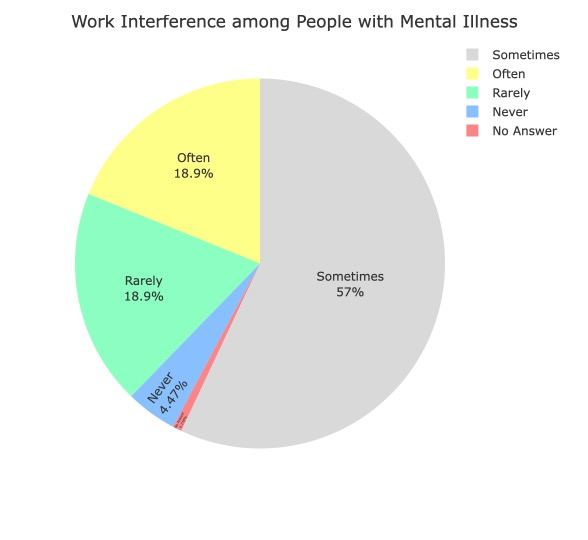 Work Interference among People with Mental Illness
Sometimes
Often
Rarely
Never
No Answer
Often
18.9%
Sometimes
57%
Rarely
18.9%
Never
4.47%